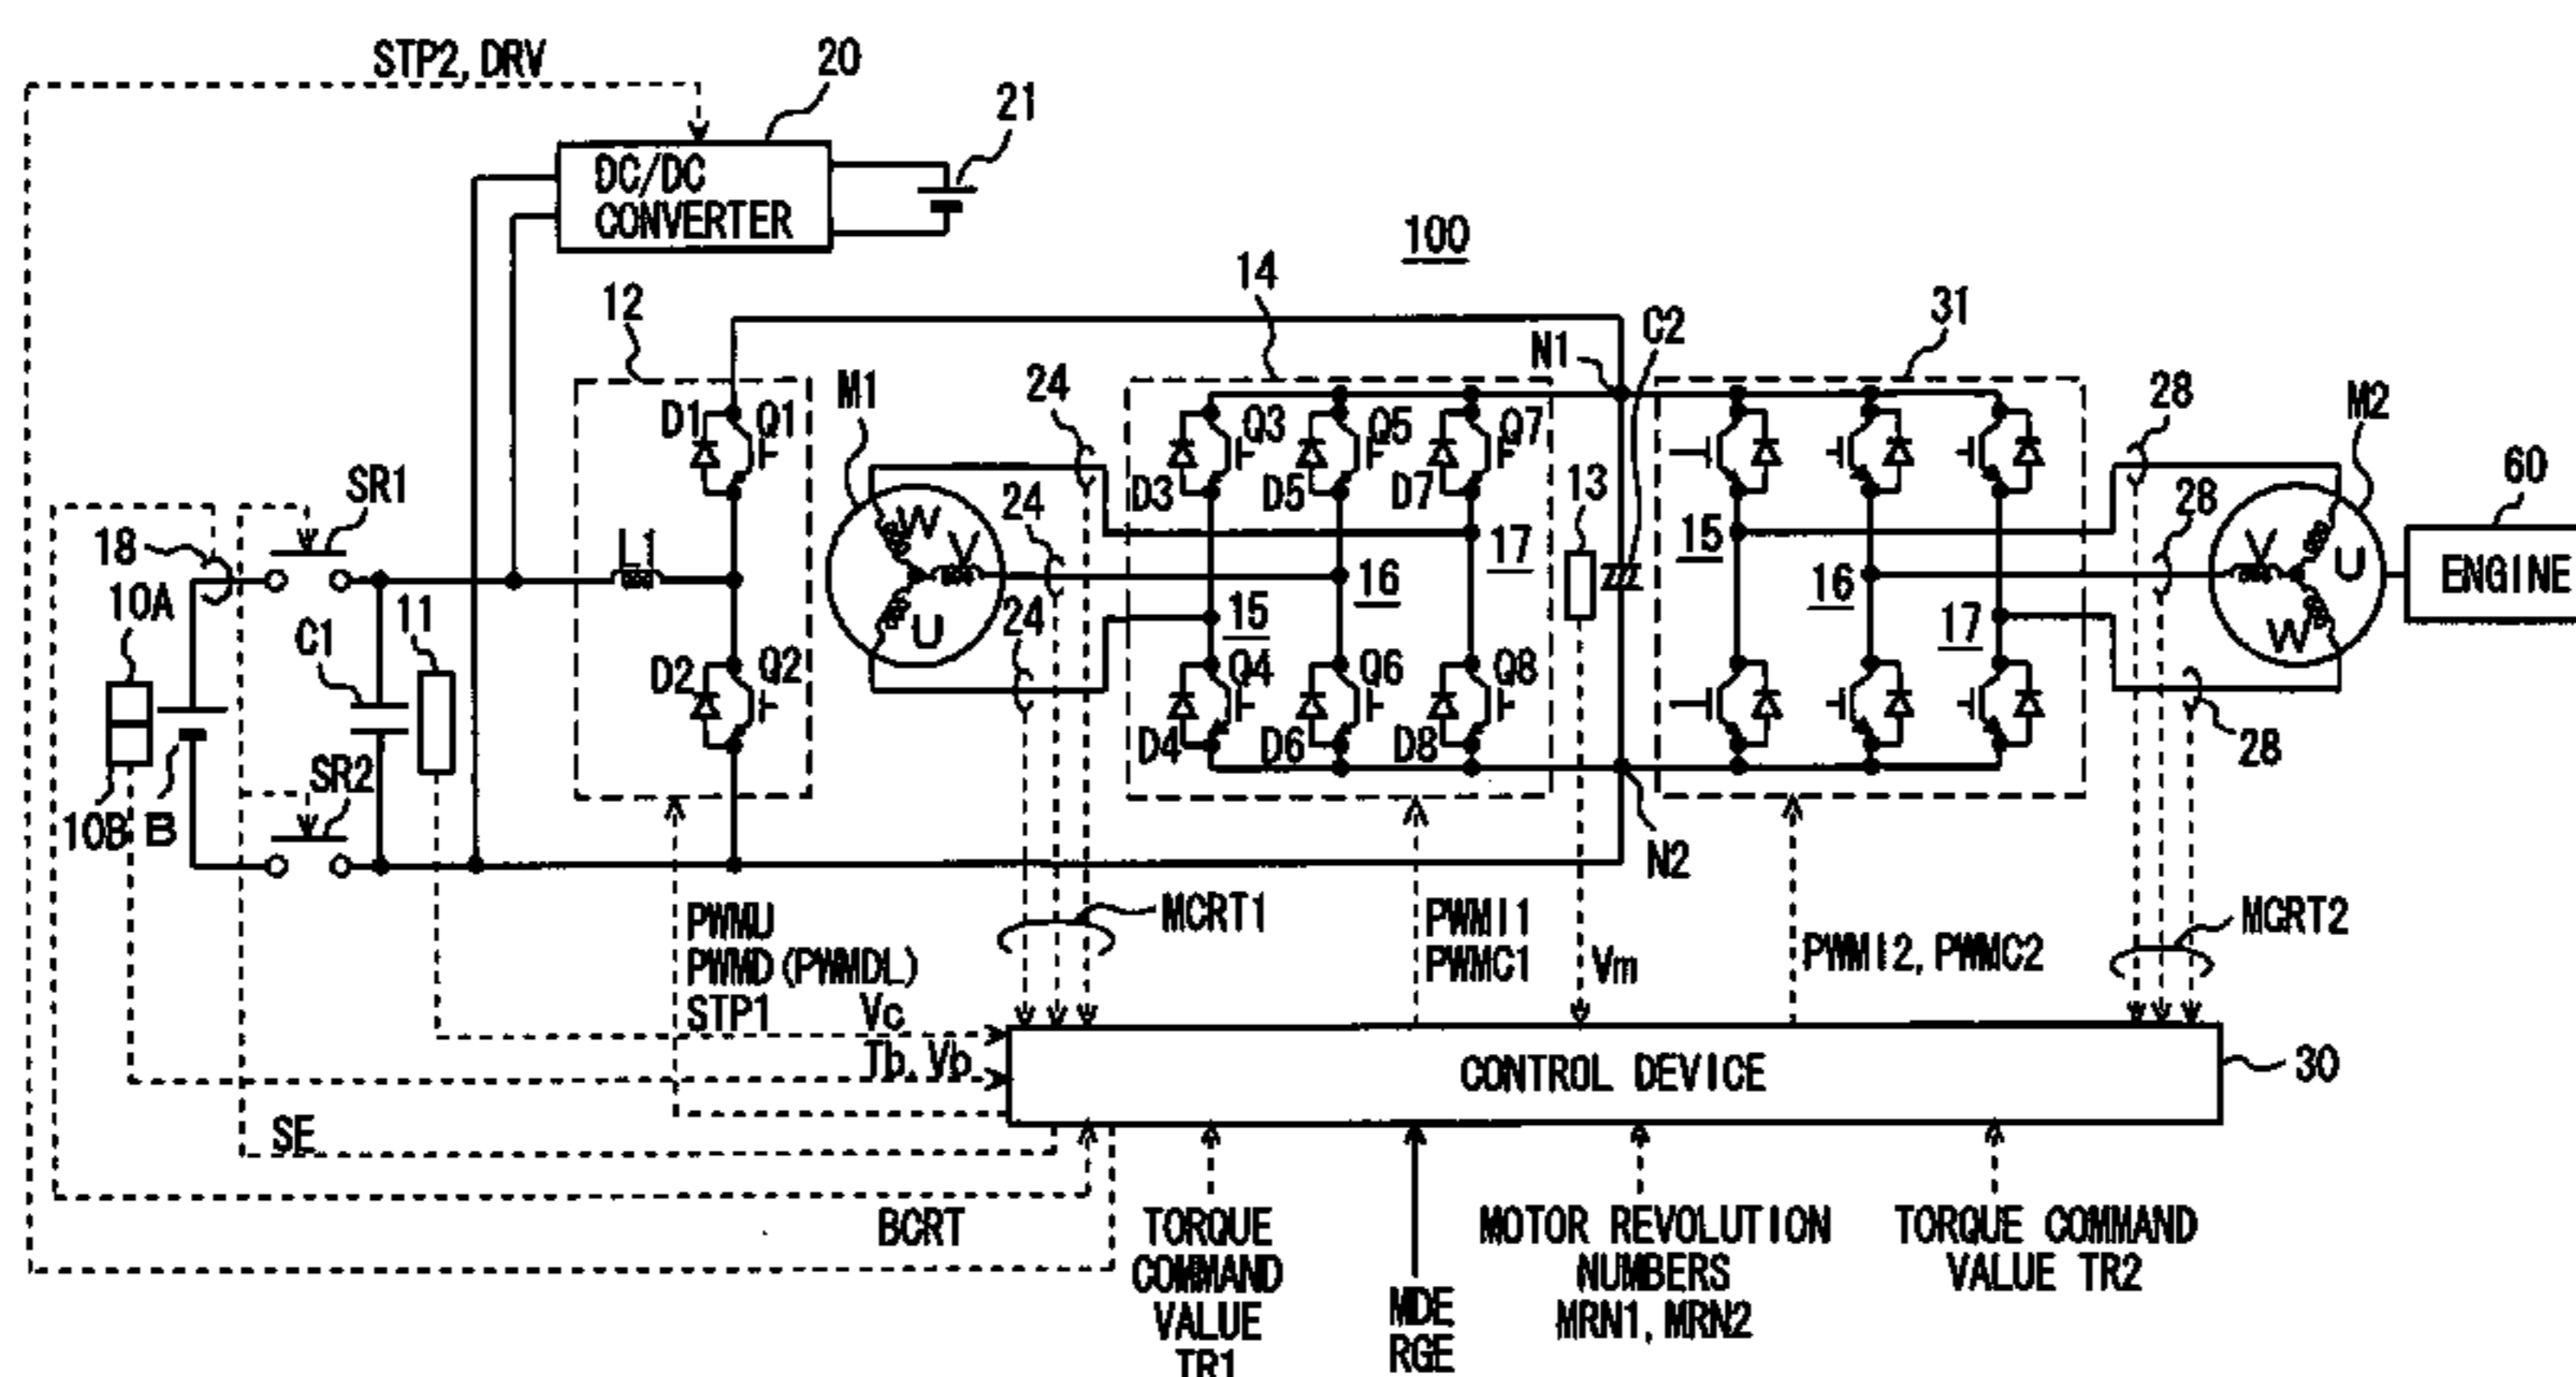 STP2, DRV
20
21
DC/DC
CONVERTER
100
12
14
31
N1
C2
M1
24
28
M2
D1
Q1
Q3
Q5
Q7
D3
D5
D7
13
60
SR1
18
10A
L1
24
W
V
U
24
15
16
17
15
16
17
28
V
U
W
ENGINE
C1
11
D2
Q2
Q4
Q6
Q8
D4
D6
D8
28
SR2
10B
B
N2
PWMU
PWMD (PWMDL)
STP1
MCRT1
PWMI1
PWMC1
Vm
PWMI2, PWMC2
MCRT2
Vc
Tb, Vb
CONTROL DEVICE
30
SE
BCRT
TORQUE
COMMAND
VALUE
TR1
MDE
RGE
MOTOR REVOLUTION
NUMBERS
MRN1, MRN2
TORQUE COMMAND
VALUE TR2